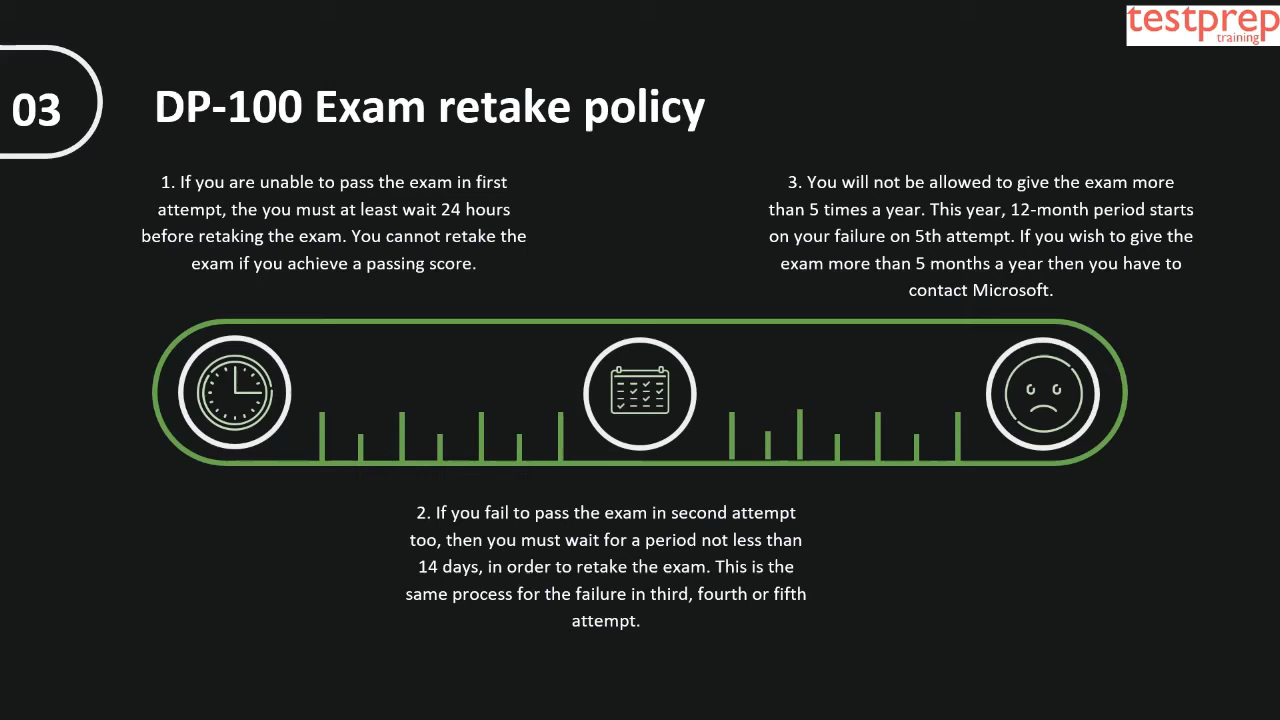 testprep
training
03
DP-100 Exam retake policy
1. If you are unable to pass the exam in first
attempt, the you must at least wait 24 hours
before retaking the exam. You cannot retake the
exam if you achieve a passing score.
3. You will not be allowed to give the exam more
than 5 times a year. This year, 12-month period starts
on your failure on 5th attempt. If you wish to give the
exam more than 5 months a year then you have to
contact Microsoft.
2. If you fail to pass the exam in second attempt
too, then you must wait for a period not less than
14 days, in order to retake the exam. This is the
same process for the failure in third, fourth or fifth
attempt.